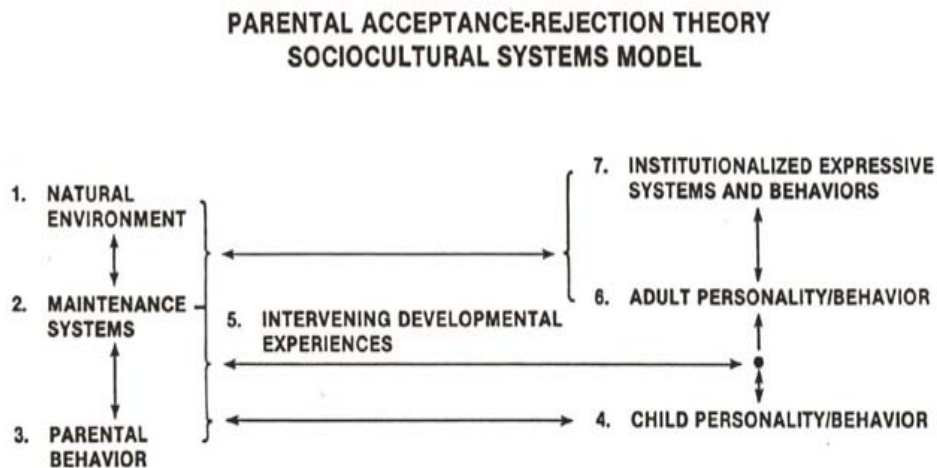 PARENTAL ACCEPTANCE-REJECTION THEORY
SOCIOCULTURAL SYSTEMS MODEL
1. NATURAL
ENVIRONMENT
2. MAINTENANCE
SYSTEMS
3. PARENTAL
BEHAVIOR
5. INTERVENING DEVELOPMENTAL
EXPERIENCES
7. INSTITUTIONALIZED EXPRESSIVE
SYSTEMS AND BEHAVIORS
6. ADULT PERSONALITY/BEHAVIOR
4. CHILD PERSONALITY/BEHAVIOR